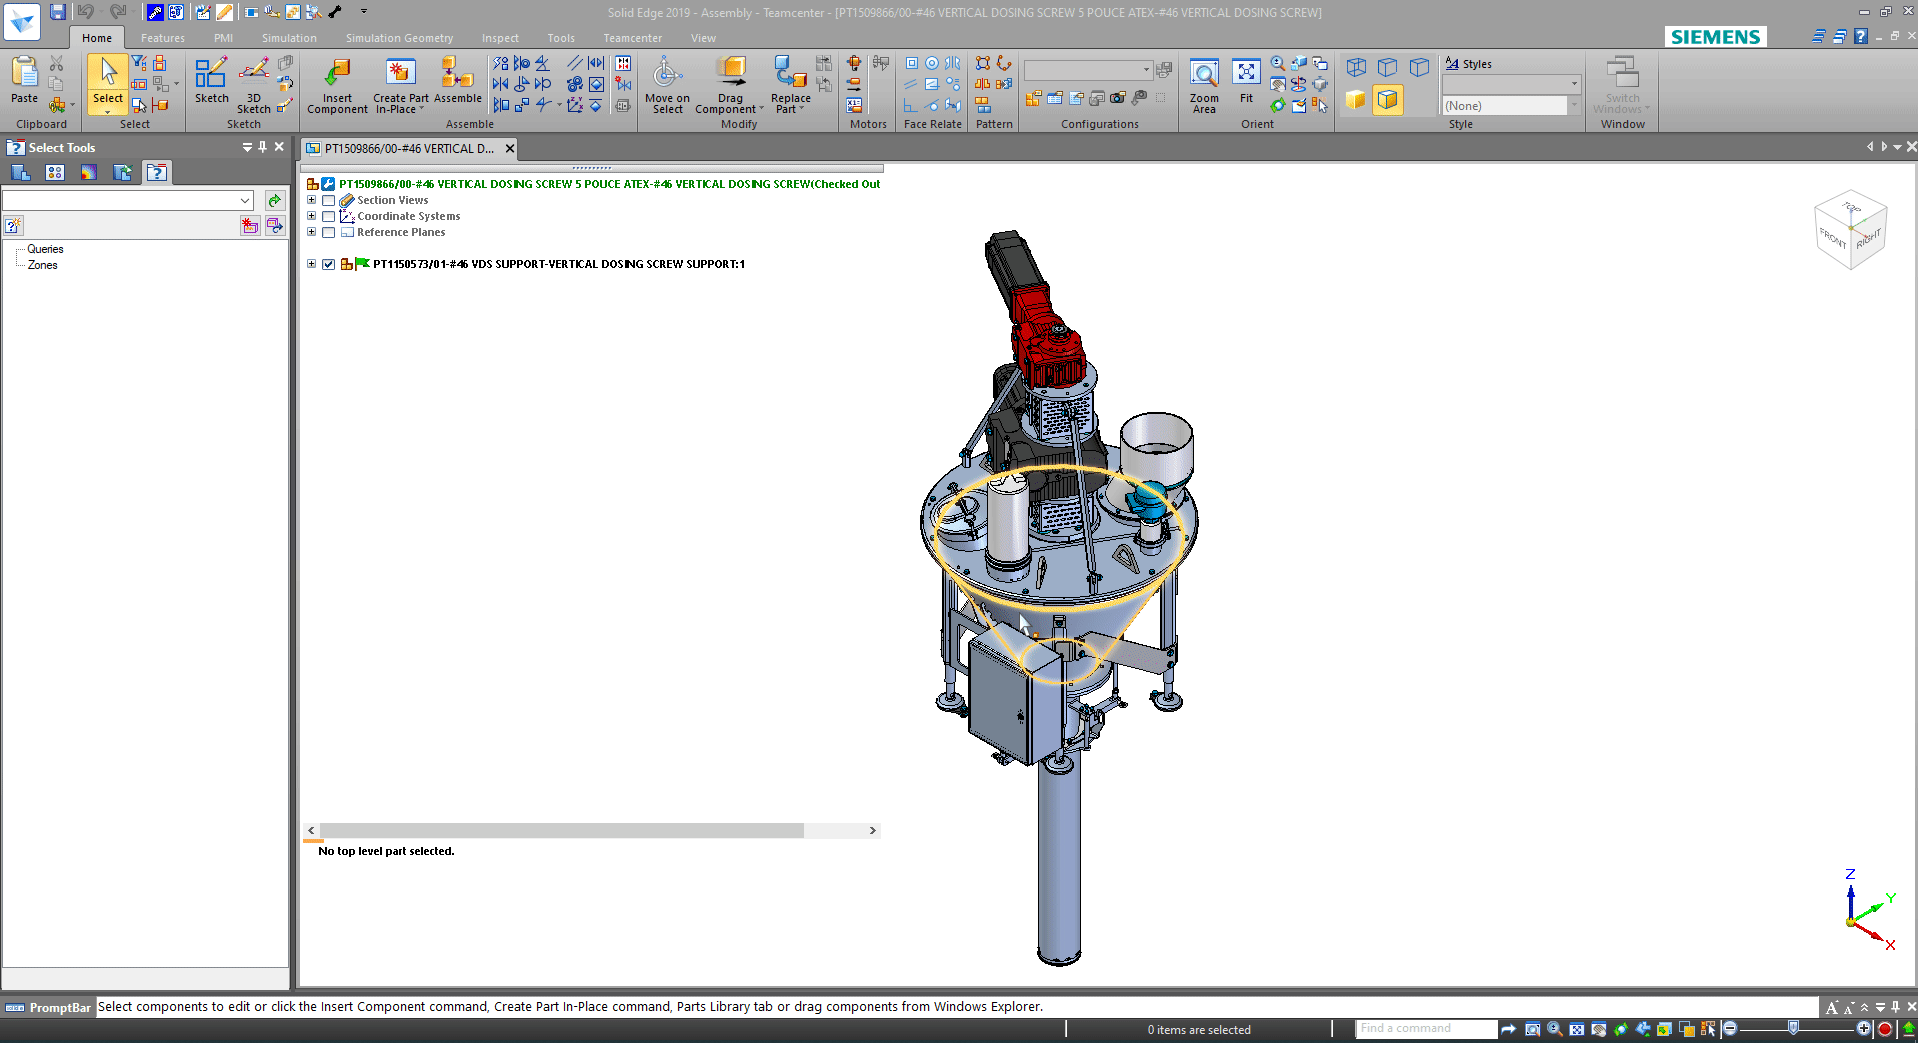 Solid Edge 2019 - Assembly - Teamcenter - [PT1509866/00-#46 VERTICAL DOSING SCREW 5 POUCE ATEX-#46 VERTICAL DOSING SCREW]
Home Features PMI Simulation Simulation Geometry Inspect Tools Teamcenter View
SIEMENS
Paste
Clipboard
Select
Select
Sketch
3D Sketch
Sketch
Insert Component
Create Part In-Place
Assemble
Assemble
Move on Select
Drag Component
Replace Part
Modify
Motors
Face Relate
Pattern
Configurations
Zoom Area
Fit
Orient
Styles
(None)
Style
Switch Windows
Window
Select Tools
Queries
Zones
PT1509866/00-#46 VERTICAL D...
PT1509866/00-#46 VERTICAL DOSING SCREW 5 POUCE ATEX-#46 VERTICAL DOSING SCREW(Checked Out
Section Views
Coordinate Systems
Reference Planes
PT1150573/01-#46 VDS SUPPORT-VERTICAL DOSING SCREW SUPPORT:1
No top level part selected.
TOP
FRONT
RIGHT
Z
Y
X
PromptBar
Select components to edit or click the Insert Component command, Create Part In-Place command, Parts Library tab or drag components from Windows Explorer.
0 items are selected
Find a command